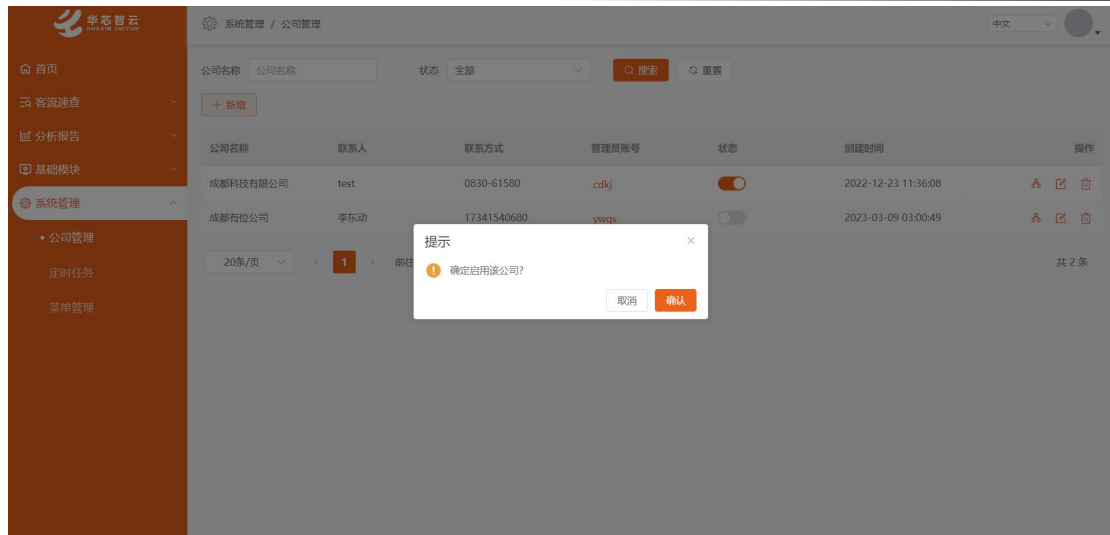 华芯智云
HUAXIN ZHIYUN
系统管理 / 公司管理
中文
首页
客流速查
分析报告
基础模块
系统管理
公司管理
定时任务
菜单管理
公司名称 公司名称 状态 全部 搜索 重置
+ 新增
公司名称 联系人 联系方式 管理员账号 状态 创建时间 操作
成都科技有限公司 test 0830-61580 cdkj 2022-12-23 11:36:08
成都有位公司 李东动 17341540680 ywgs 2023-03-09 03:00:49
20条/页 < 1 > 前往 共 2 条
提示 ×
确定启用该公司?
取消 确认